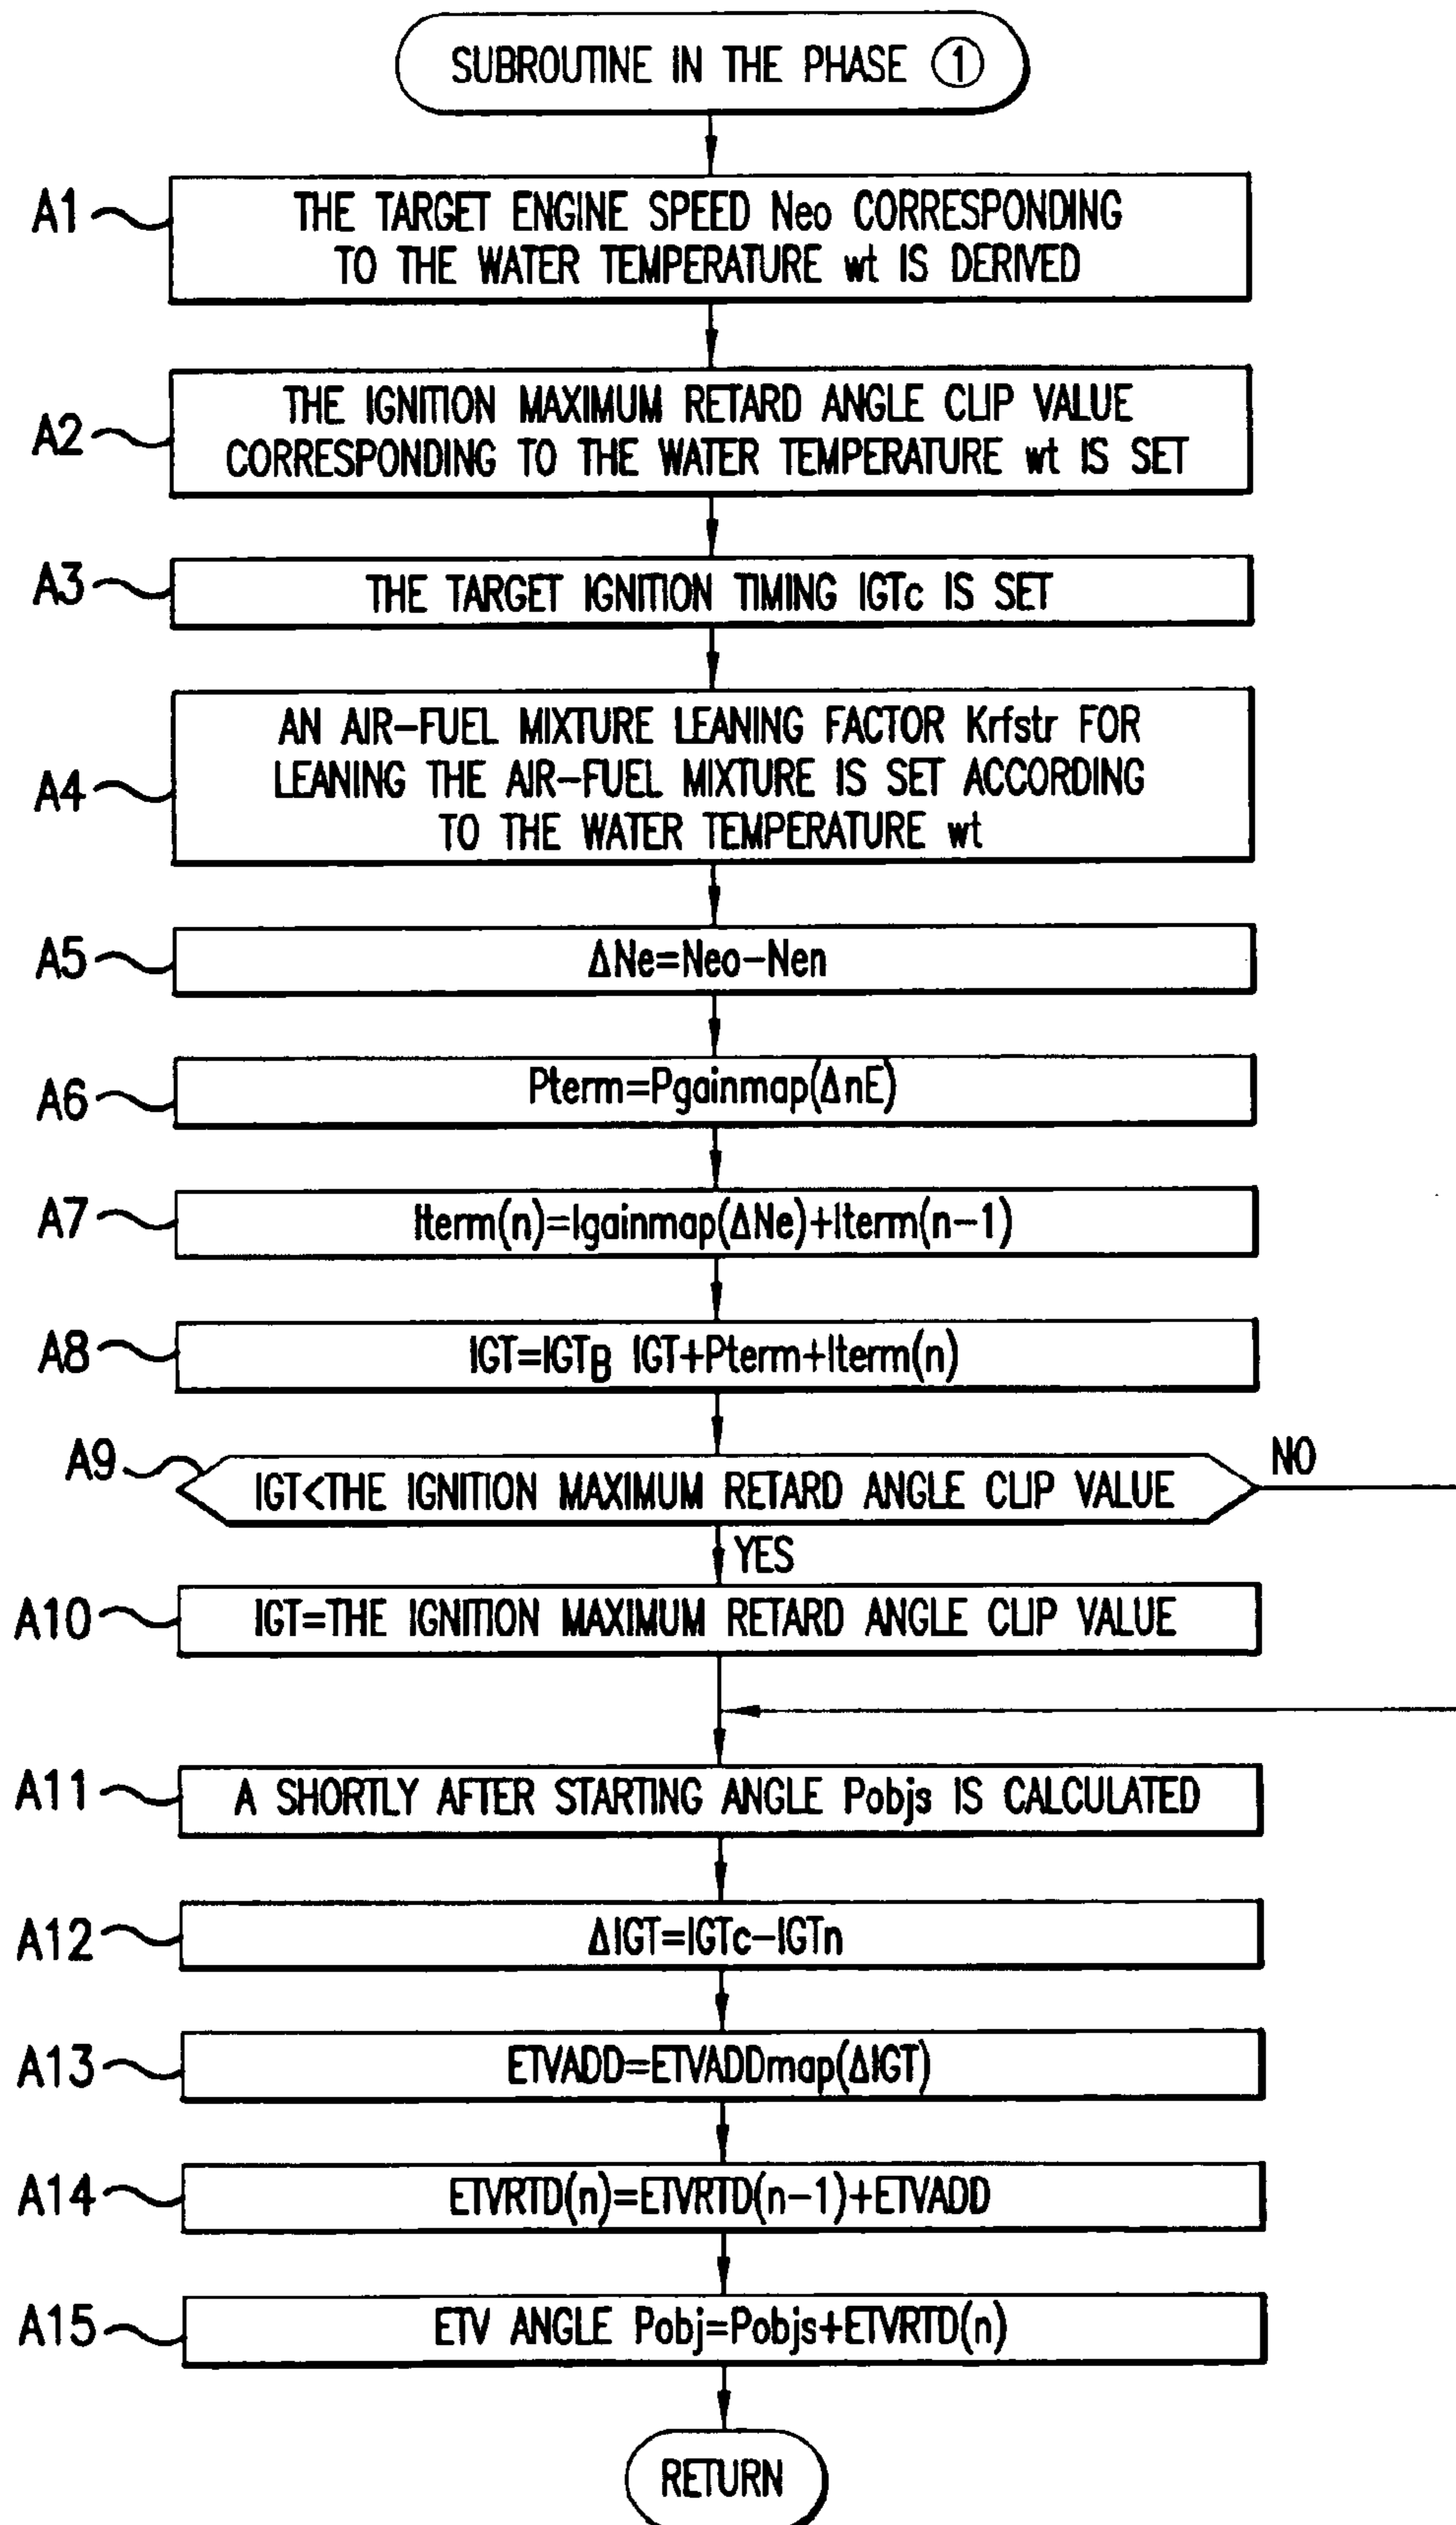 SUBROUTINE IN THE PHASE ①
A1
THE TARGET ENGINE SPEED Neo CORRESPONDING
TO THE WATER TEMPERATURE wt IS DERIVED
A2
THE IGNITION MAXIMUM RETARD ANGLE CLIP VALUE
CORRESPONDING TO THE WATER TEMPERATURE wt IS SET
A3
THE TARGET IGNITION TIMING IGTc IS SET
A4
AN AIR-FUEL MIXTURE LEANING FACTOR Krfstr FOR
LEANING THE AIR-FUEL MIXTURE IS SET ACCORDING
TO THE WATER TEMPERATURE wt
A5
ΔNe=Neo-Nen
A6
Pterm=Pgainmap(ΔnE)
A7
Iterm(n)=Igainmap(ΔNe)+Iterm(n-1)
A8
IGT=IGTB IGT+Pterm+Iterm(n)
A9
IGT<THE IGNITION MAXIMUM RETARD ANGLE CLIP VALUE
NO
YES
A10
IGT=THE IGNITION MAXIMUM RETARD ANGLE CLIP VALUE
A11
A SHORTLY AFTER STARTING ANGLE Pobjs IS CALCULATED
A12
ΔIGT=IGTc-IGTn
A13
ETVADD=ETVADDmap(ΔIGT)
A14
ETVRTD(n)=ETVRTD(n-1)+ETVADD
A15
ETV ANGLE Pobj=Pobjs+ETVRTD(n)
RETURN